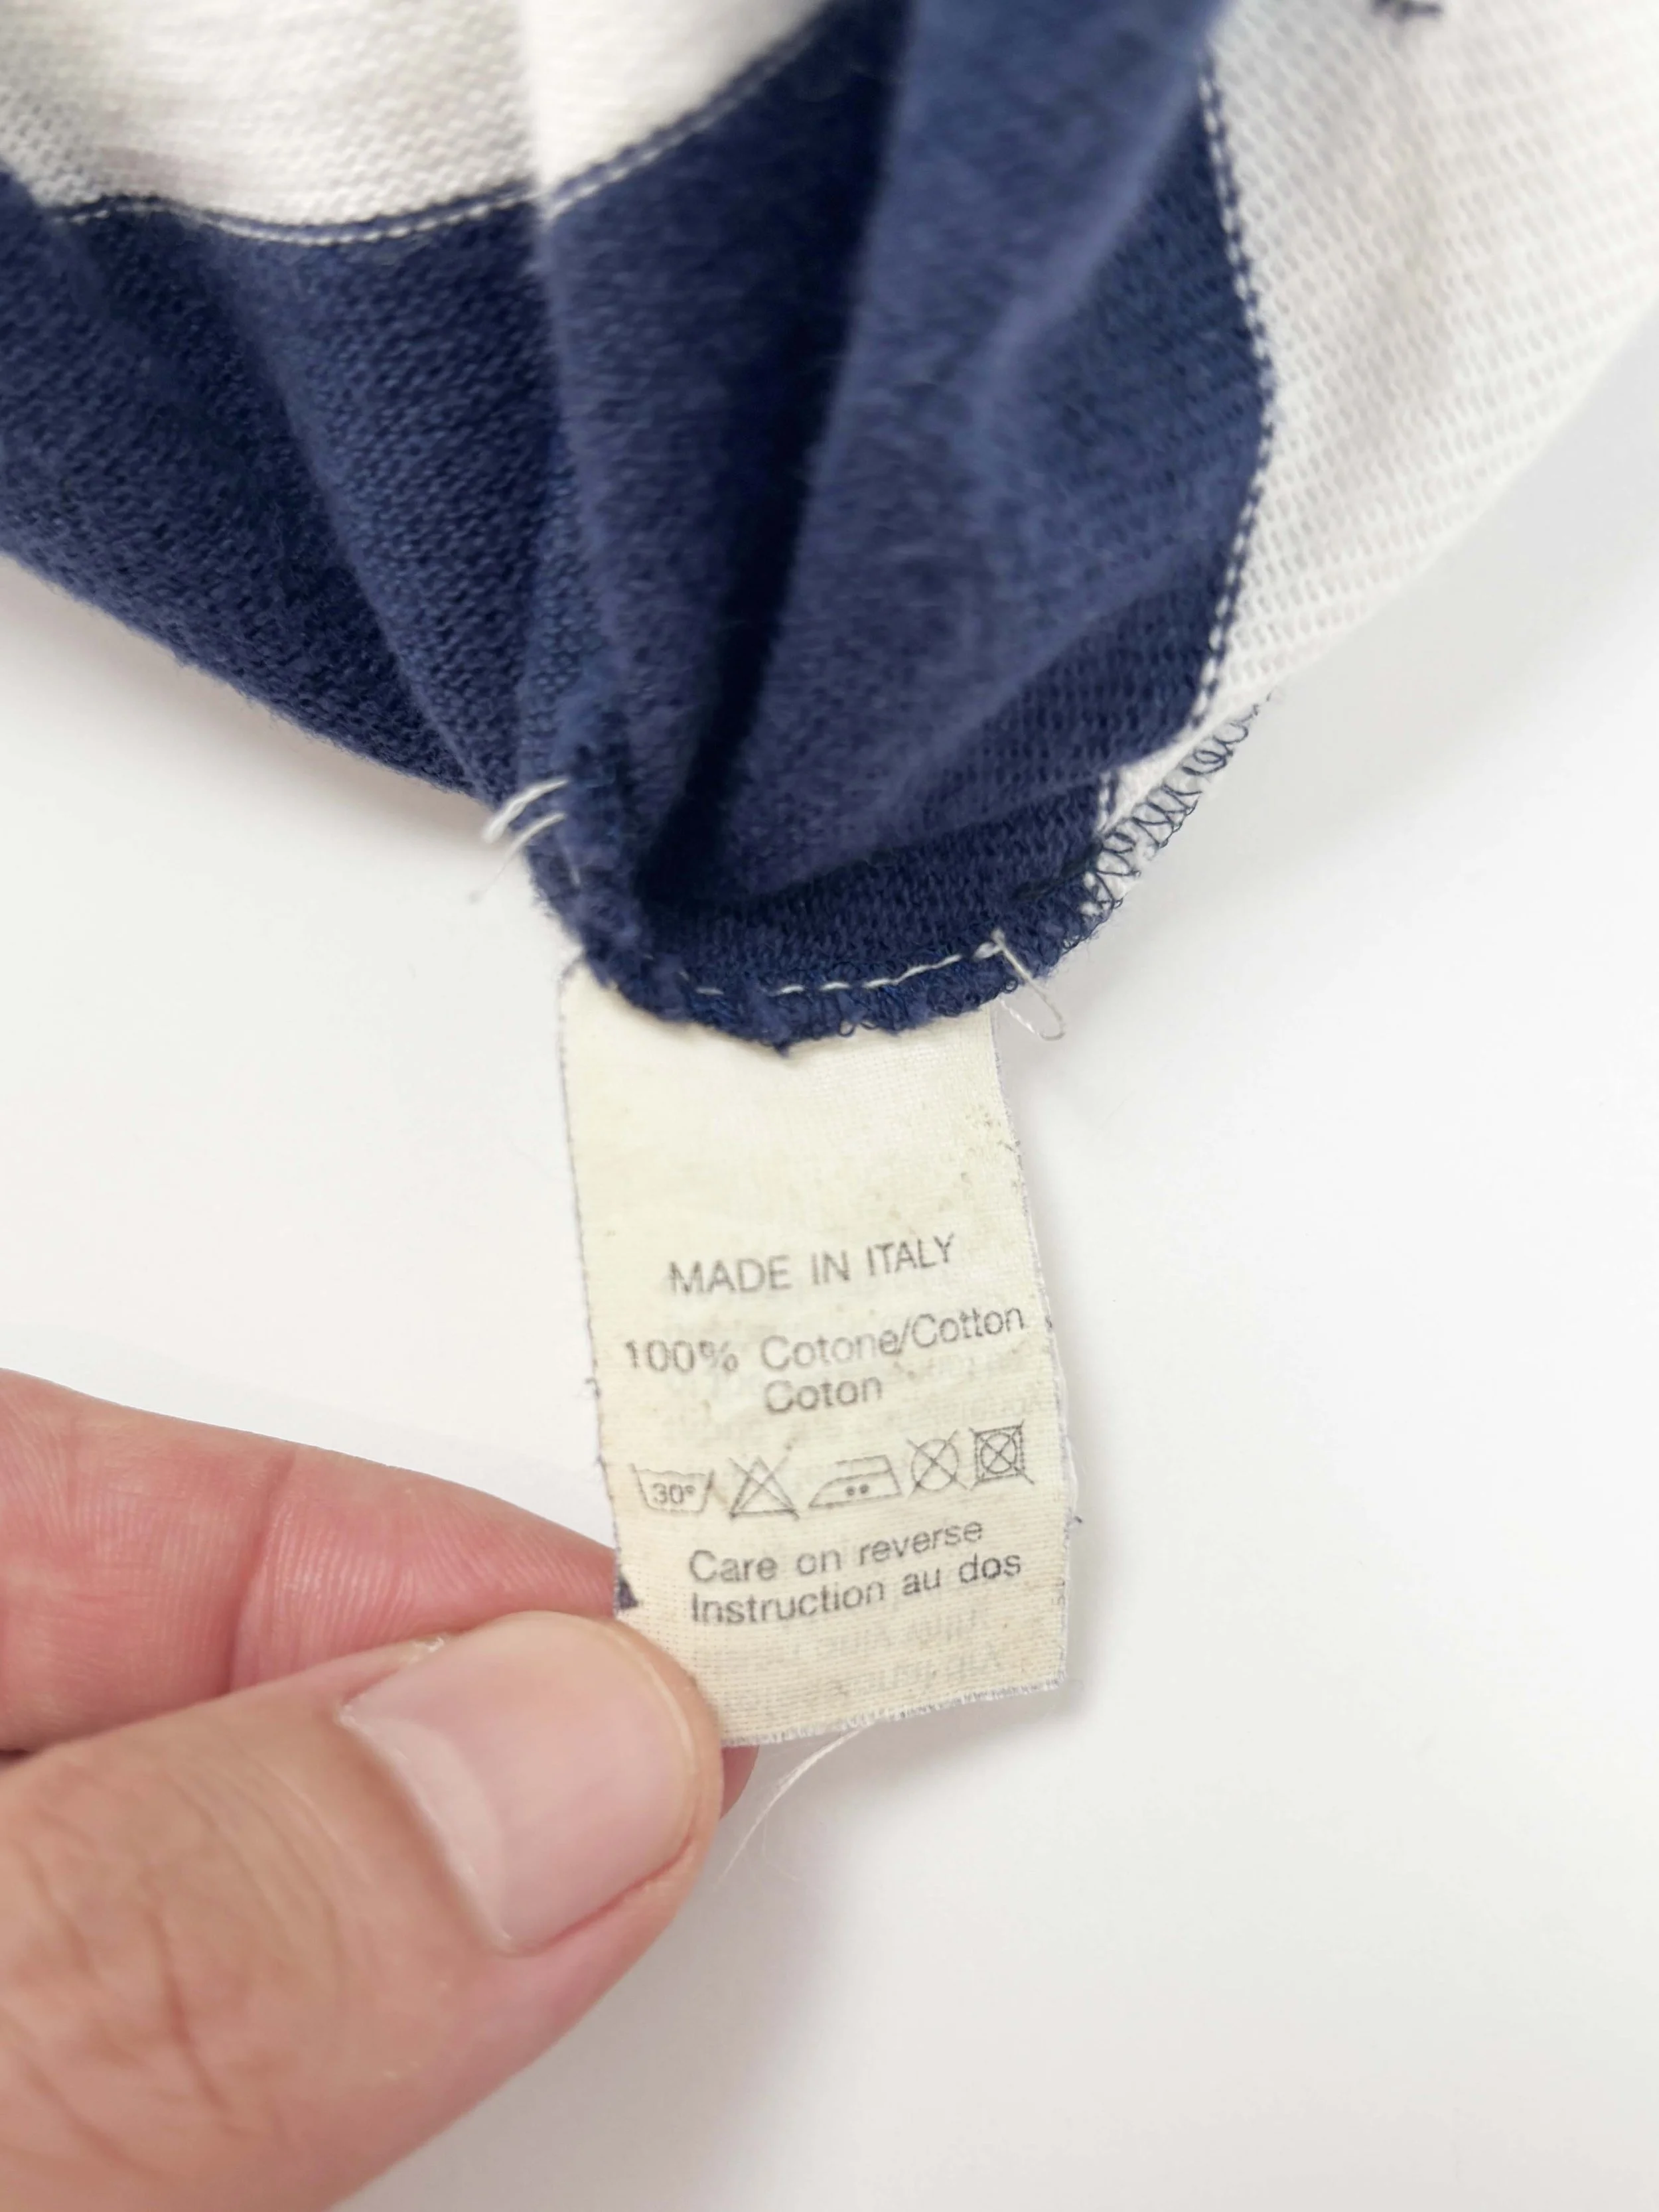 MADE IN ITALY
100% Cotone/Cotton
Coton
30°
Care on reverse
Instruction au dos